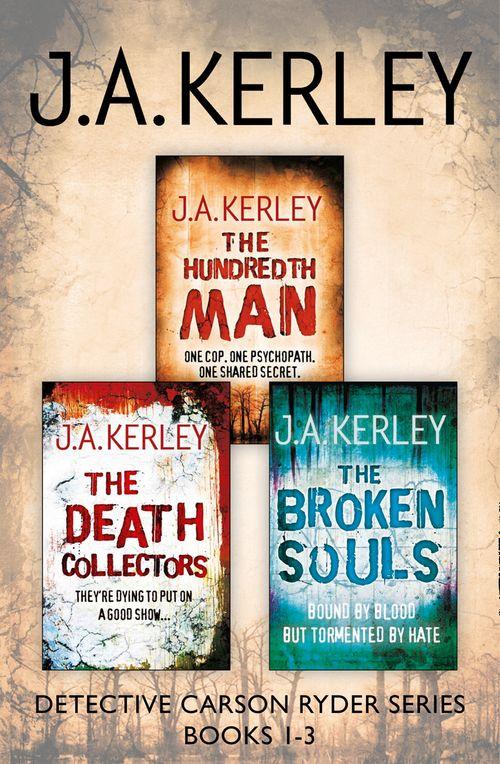 J.A. KERLEY
J.A. KERLEY
THE
HUNDREDTH
MAN
ONE COP. ONE PSYCHOPATH.
ONE SHARED SECRET.
J.A. KERLEY
THE
DEATH
COLLECTORS
THEY'RE DYING TO PUT ON
A GOOD SHOW...
J.A. KERLEY
THE
BROKEN
SOULS
BOUND BY BLOOD
BUT TORMENTED BY HATE
DETECTIVE CARSON RYDER SERIES
BOOKS 1-3